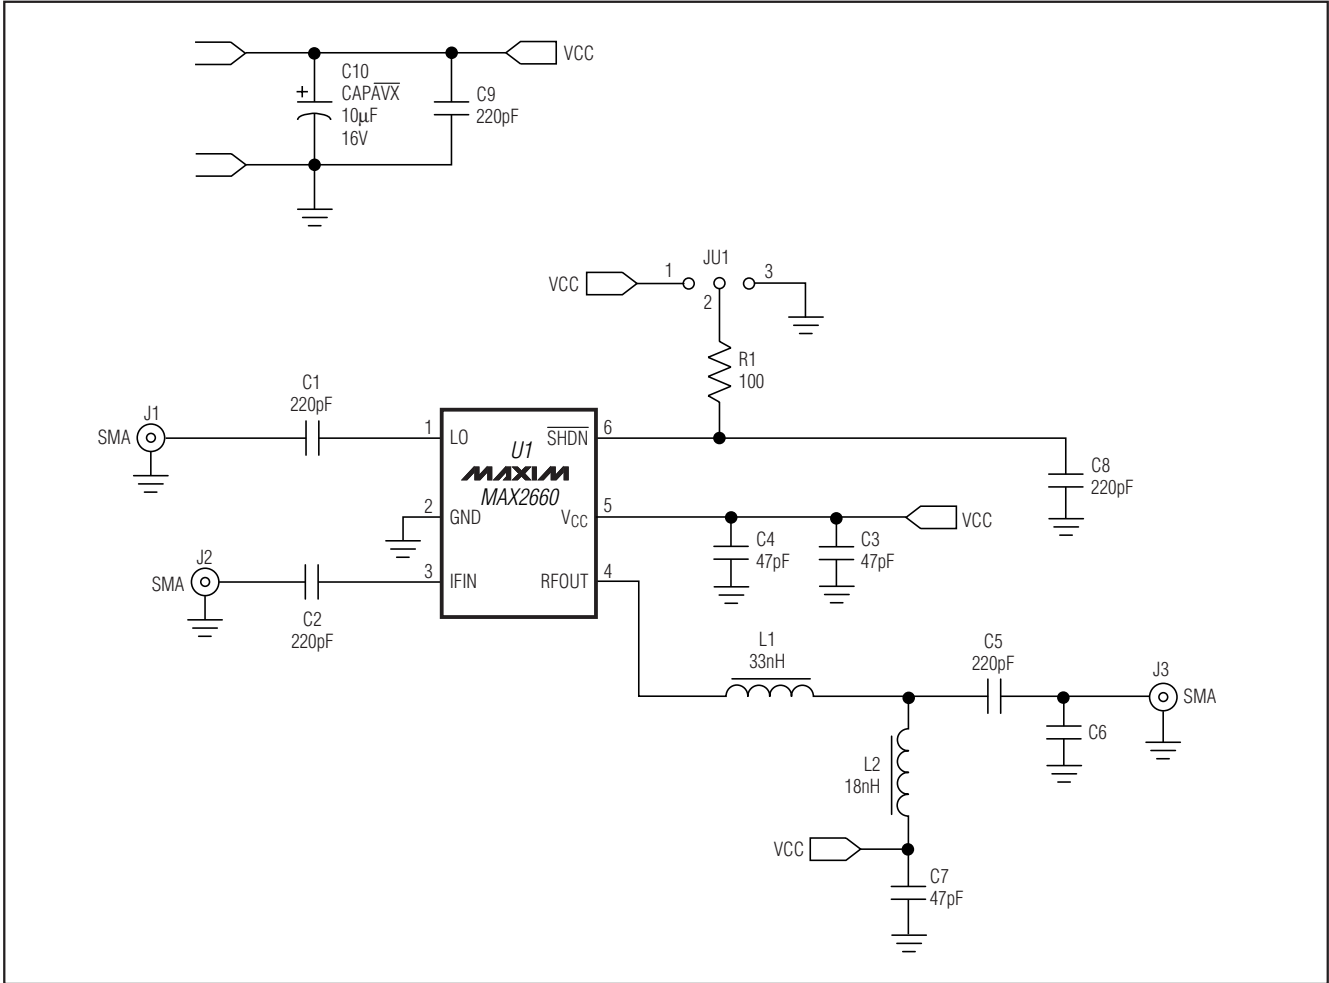 VCC
+
C10
CAPAVX
10µF
16V
C9
220pF
JU1
VCC
1
2
3
R1
100
C1
220pF
J1
SMA
1
LO
SHDN
6
U1
MAXIM
MAX2660
C8
220pF
2
GND
VCC
5
VCC
C4
47pF
C3
47pF
J2
SMA
3
IFIN
RFOUT
4
C2
220pF
L1
33nH
C5
220pF
J3
SMA
C6
L2
18nH
VCC
C7
47pF